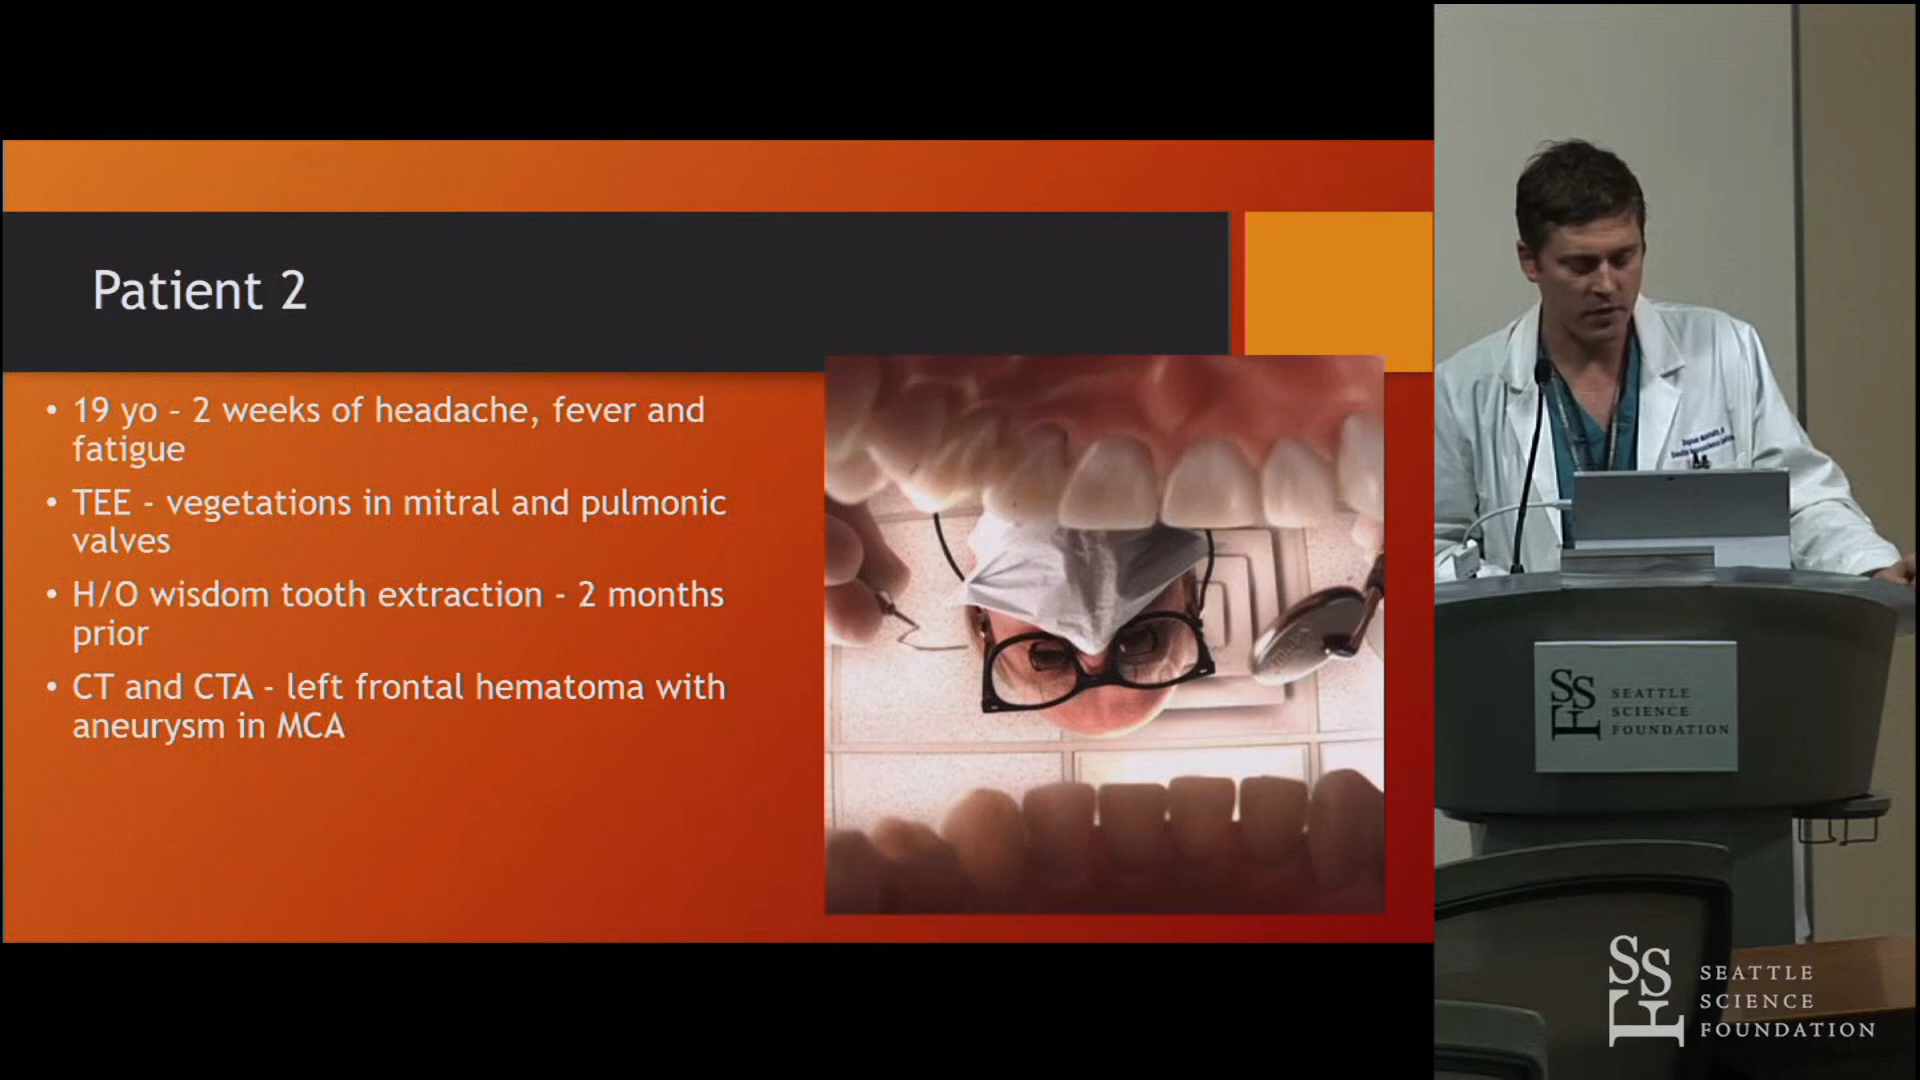 Patient 2
• 19 yo – 2 weeks of headache, fever and
fatigue
• TEE - vegetations in mitral and pulmonic
valves
• H/O wisdom tooth extraction - 2 months
prior
• CT and CTA - left frontal hematoma with
aneurysm in MCA
SSF
SEATTLE
SCIENCE
FOUNDATION
SSF
SEATTLE
SCIENCE
FOUNDATION